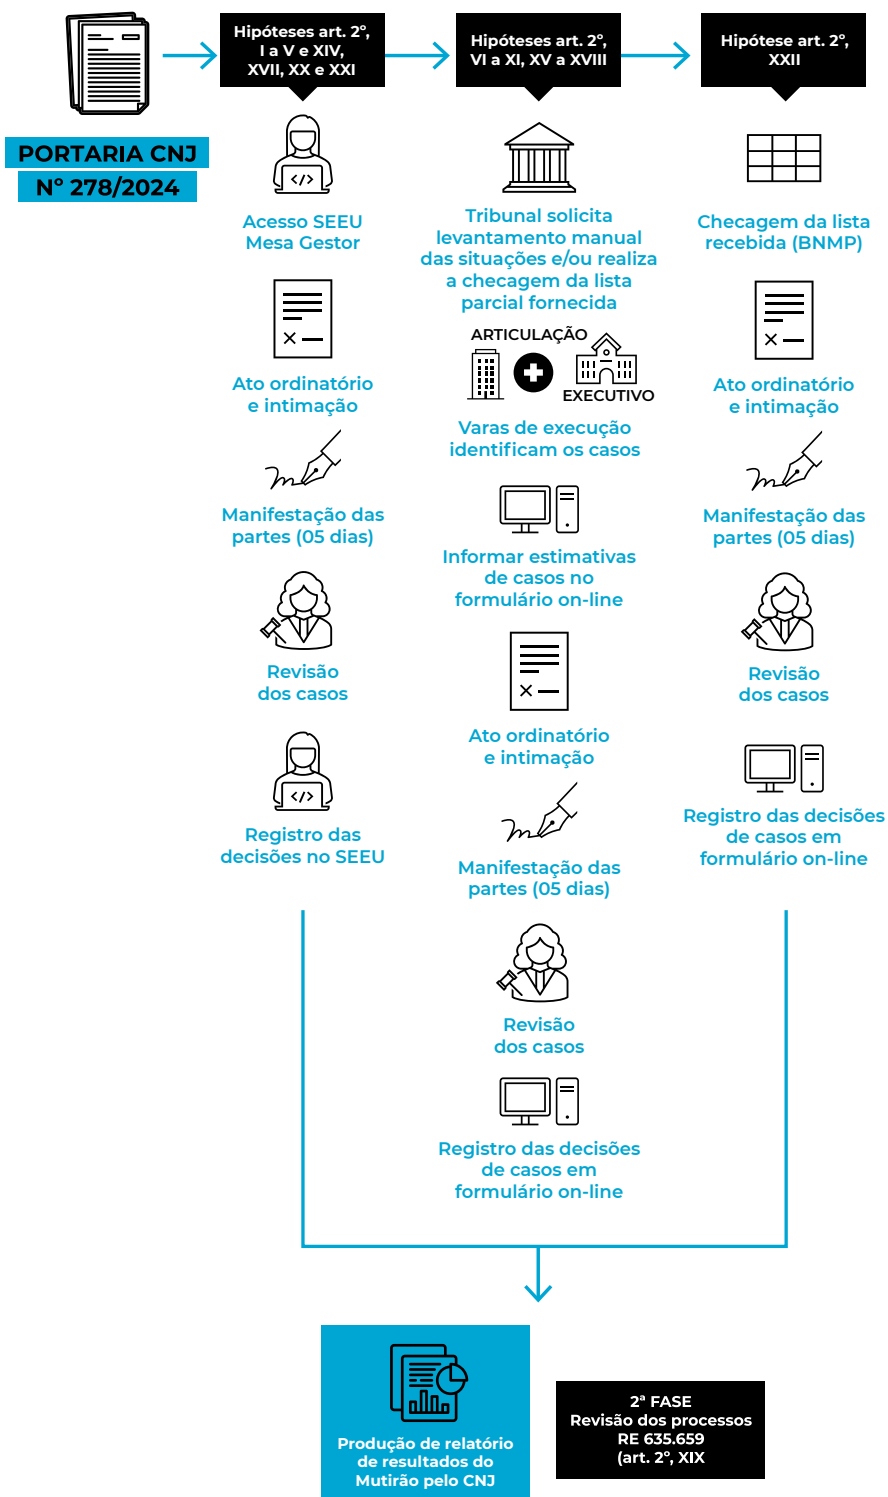 PORTARIA CNJ
Nº 278/2024
Hipóteses art. 2º,
I a V e XIV,
XVII, XX e XXI
Acesso SEEU
Mesa Gestor
Ato ordinatório
e intimação
Manifestação das
partes (05 dias)
Revisão
dos casos
Registro das
decisões no SEEU
Hipóteses art. 2º,
VI a XI, XV a XVIII
Tribunal solicita
levantamento manual
das situações e/ou realiza
a checagem da lista
parcial fornecida
ARTICULAÇÃO
EXECUTIVO
Varas de execução
identificam os casos
Informar estimativas
de casos no
formulário on-line
Ato ordinatório
e intimação
Manifestação das
partes (05 dias)
Revisão
dos casos
Registro das decisões
de casos em
formulário on-line
Hipótese art. 2º,
XXII
Checagem da lista
recebida (BNMP)
Ato ordinatório
e intimação
Manifestação das
partes (05 dias)
Revisão
dos casos
Registro das decisões
de casos em
formulário on-line
Produção de relatório
de resultados do
Mutirão pelo CNJ
2ª FASE
Revisão dos processos
RE 635.659
(art. 2º, XIX